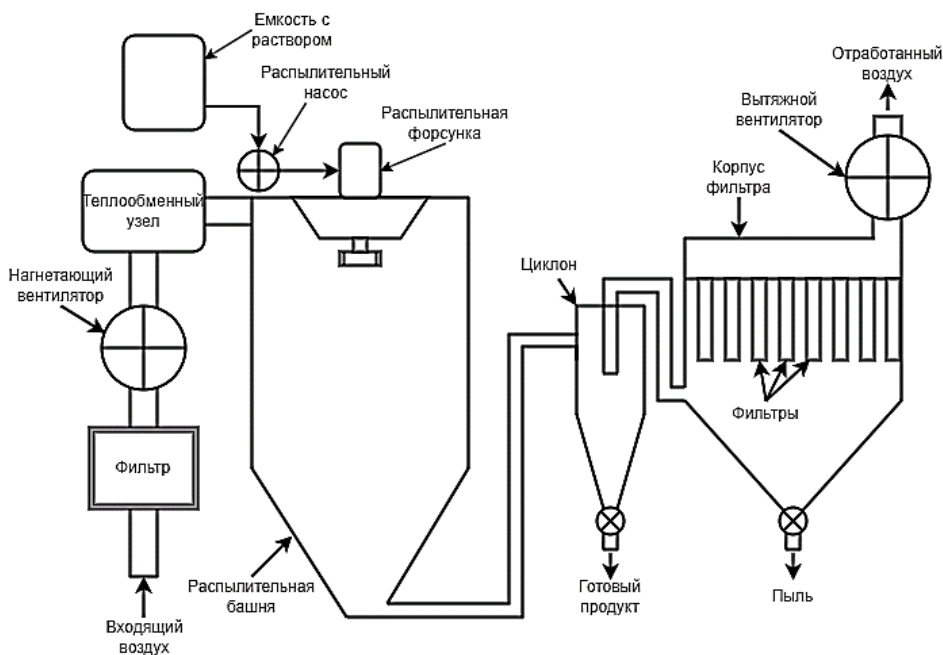 Емкость с
раствором
Распылительный
насос
Распылительная
форсунка
Отработанный
воздух
Вытяжной
вентилятор
Корпус
фильтра
Теплообменный
узел
Нагнетающий
вентилятор
Циклон
Фильтры
Фильтр
Распылительная
башня
Готовый
продукт
Пыль
Входящий
воздух